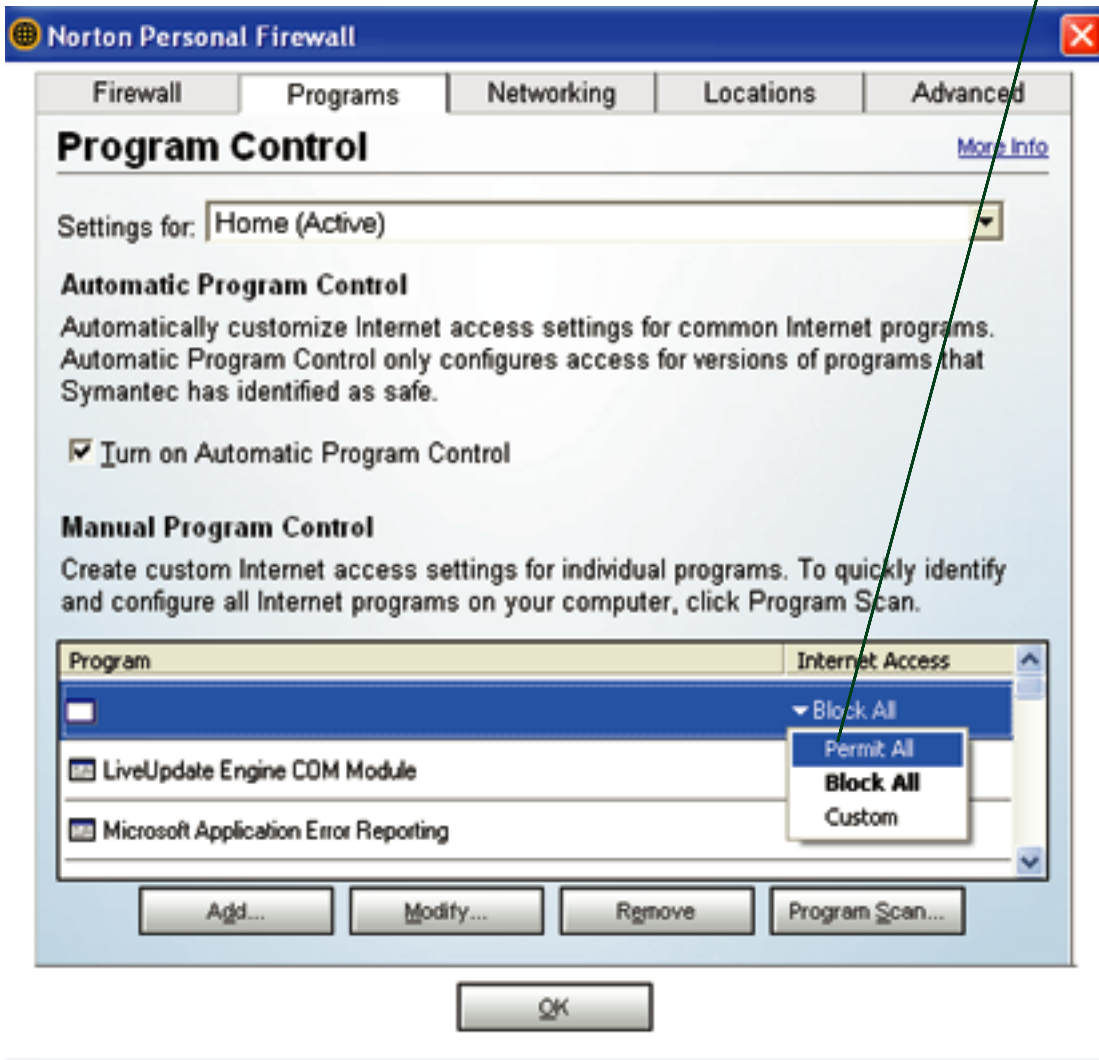 Norton Personal Firewall
Firewall Programs Networking Locations Advanced
Program Control More Info
Settings for: Home (Active)
Automatic Program Control
Automatically customize Internet access settings for common Internet programs.
Automatic Program Control only configures access for versions of programs that
Symantec has identified as safe.
Turn on Automatic Program Control
Manual Program Control
Create custom Internet access settings for individual programs. To quickly identify
and configure all Internet programs on your computer, click Program Scan.
Program Internet Access
Block All
Permit All
LiveUpdate Engine COM Module
Block All
Custom
Microsoft Application Error Reporting
Add... Modify... Remove Program Scan...
OK